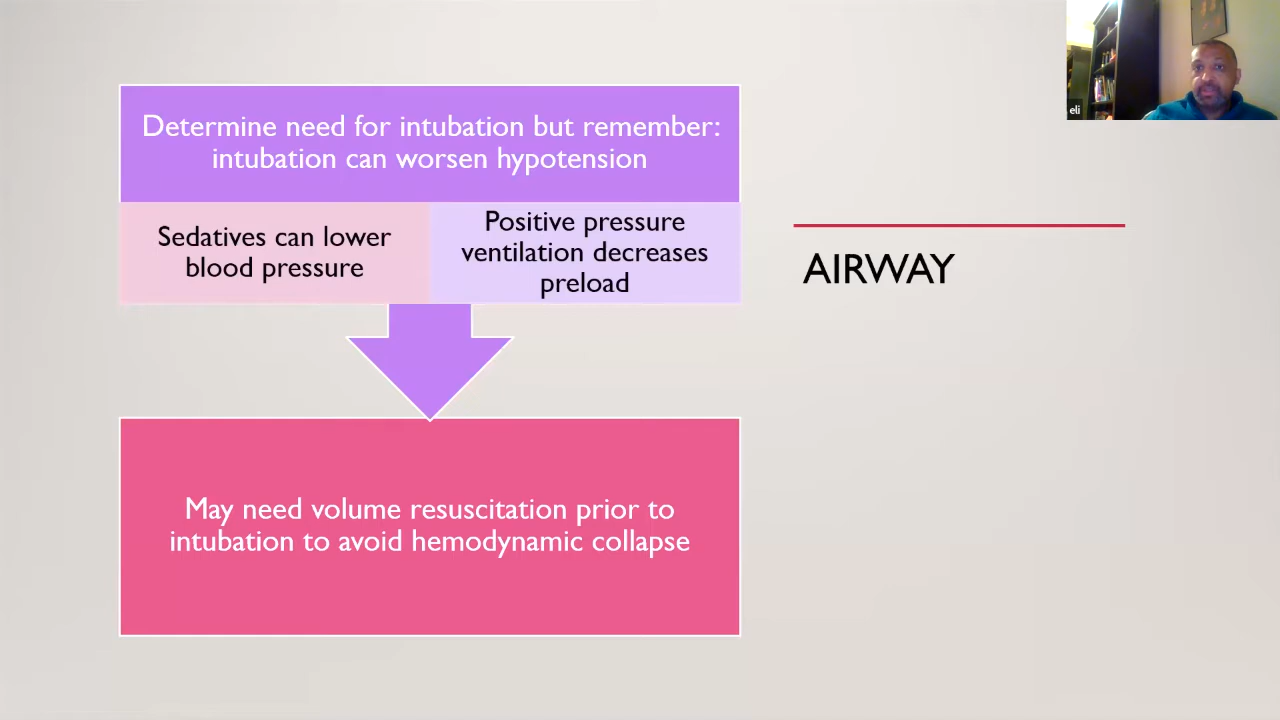 Determine need for intubation but remember:
intubation can worsen hypotension
Sedatives can lower
blood pressure
Positive pressure
ventilation decreases
preload
May need volume resuscitation prior to
intubation to avoid hemodynamic collapse
AIRWAY
eli